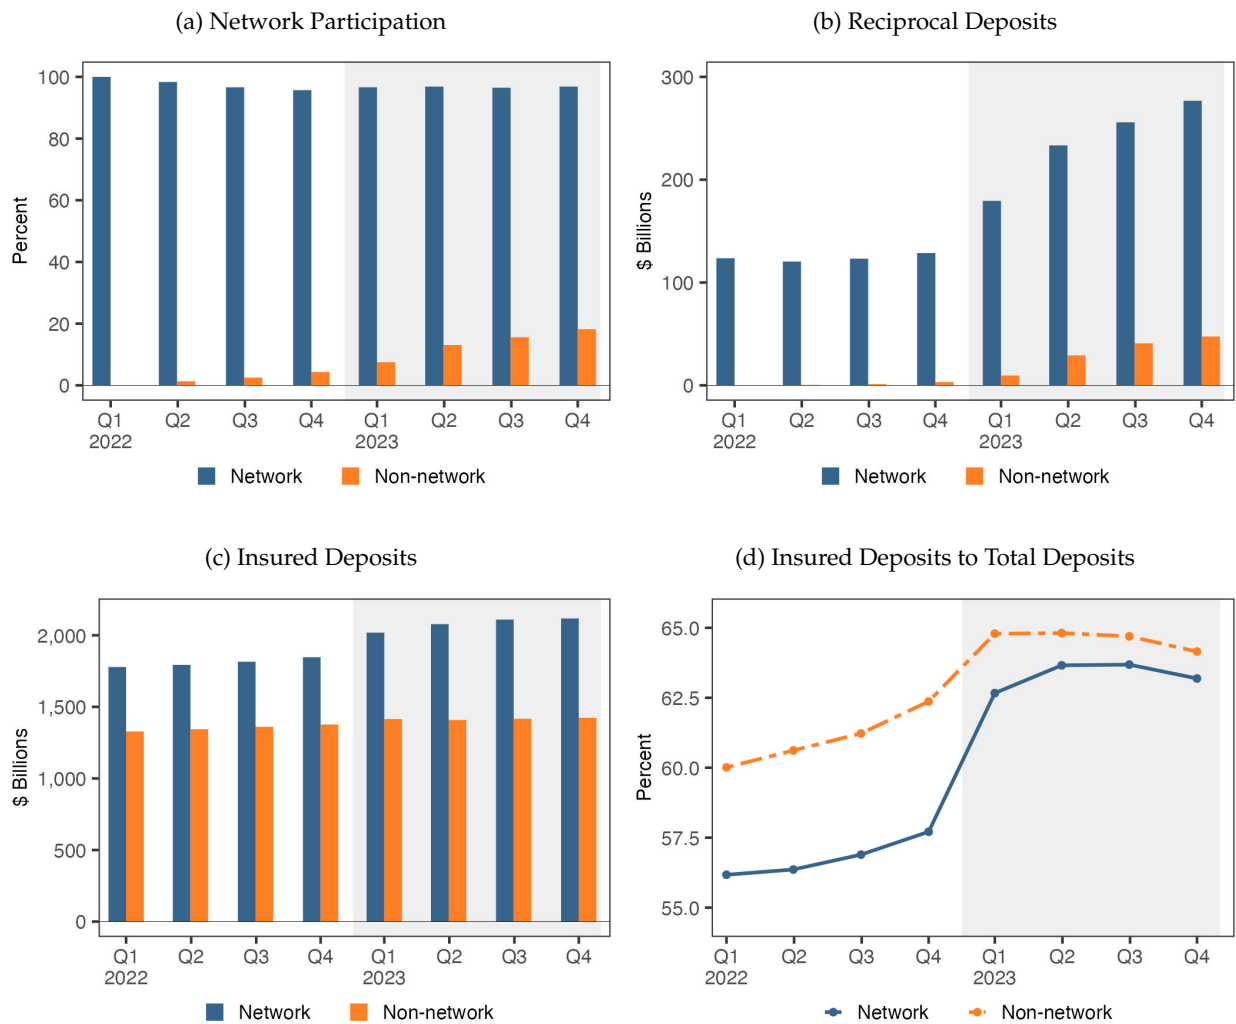 (a) Network Participation
100
80
60
40
20
0
Percent
Q1 Q2 Q3 Q4 Q1 Q2 Q3 Q4
2022 2023
Network Non-network
(b) Reciprocal Deposits
300
200
100
0
$ Billions
Q1 Q2 Q3 Q4 Q1 Q2 Q3 Q4
2022 2023
Network Non-network
(c) Insured Deposits
2,000
1,500
1,000
500
0
$ Billions
Q1 Q2 Q3 Q4 Q1 Q2 Q3 Q4
2022 2023
Network Non-network
(d) Insured Deposits to Total Deposits
65.0
62.5
60.0
57.5
55.0
Percent
Q1 Q2 Q3 Q4 Q1 Q2 Q3 Q4
2022 2023
Network Non-network